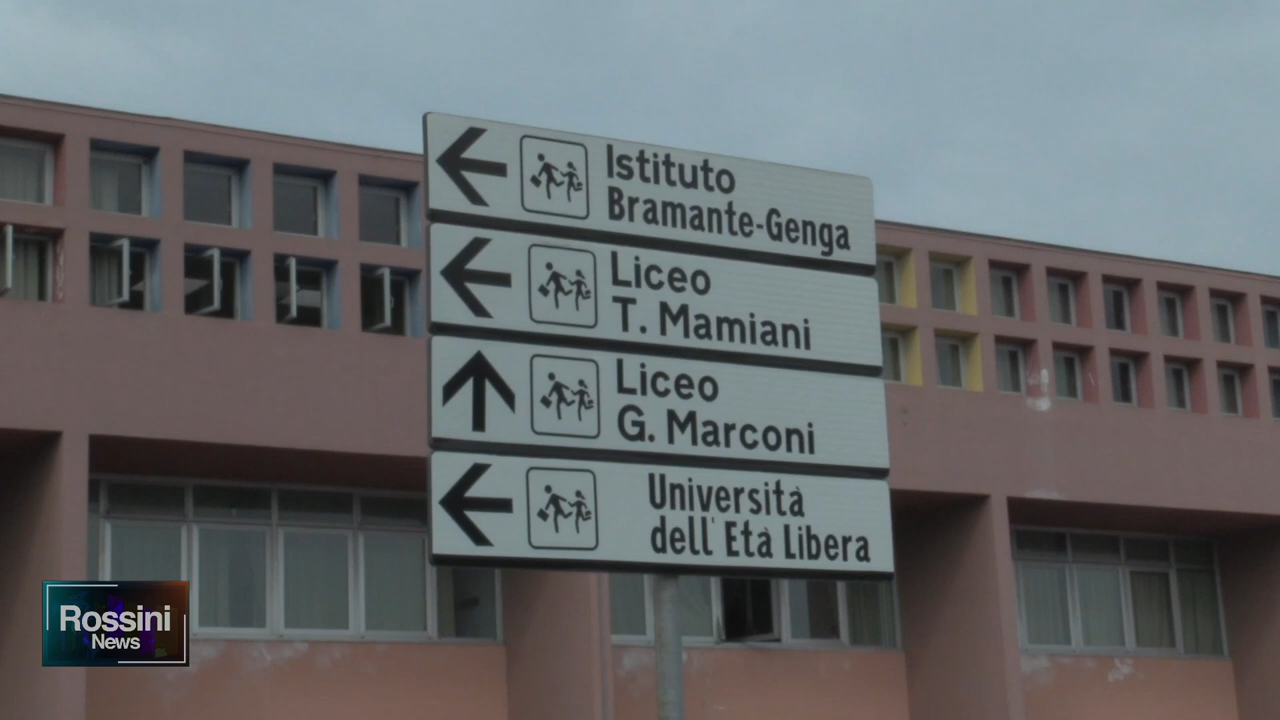 Istituto
Bramante-Genga
Liceo
T. Mamiani
Liceo
G. Marconi
Università
dell'Età Libera
Rossini
News